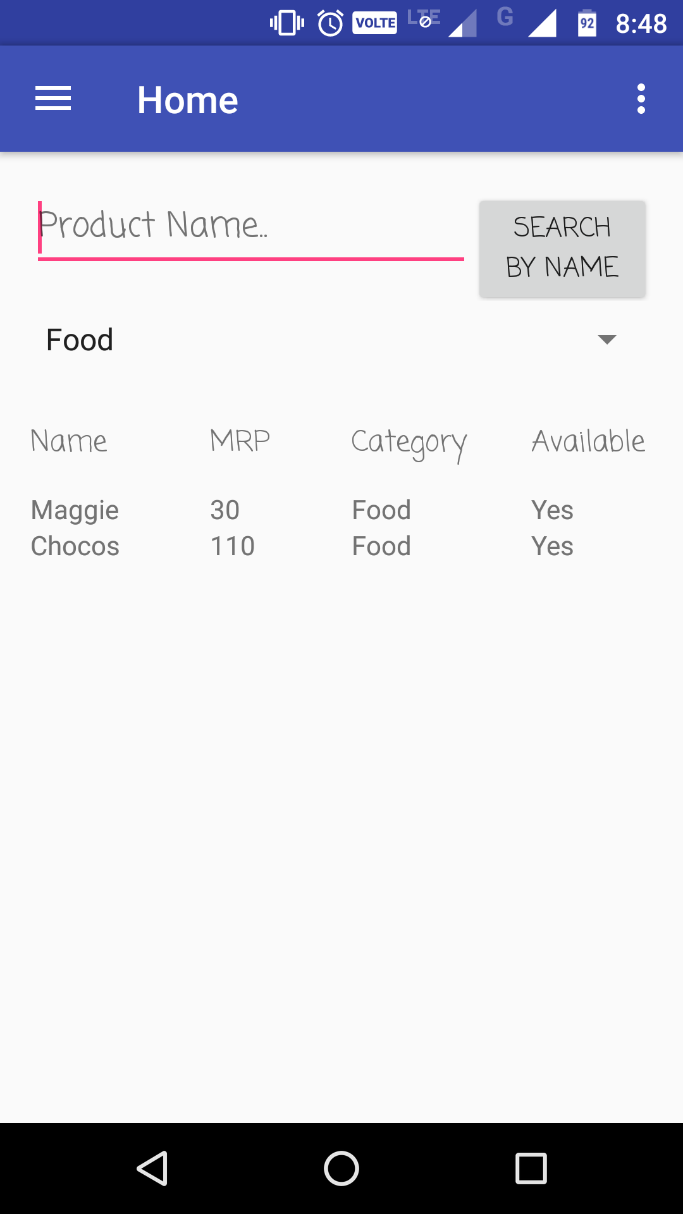 VOLTE LTE G 92 8:48
Home
Product Name..
SEARCH
BY NAME
Food
Name MRP Category Available
Maggie 30 Food Yes
Chocos 110 Food Yes